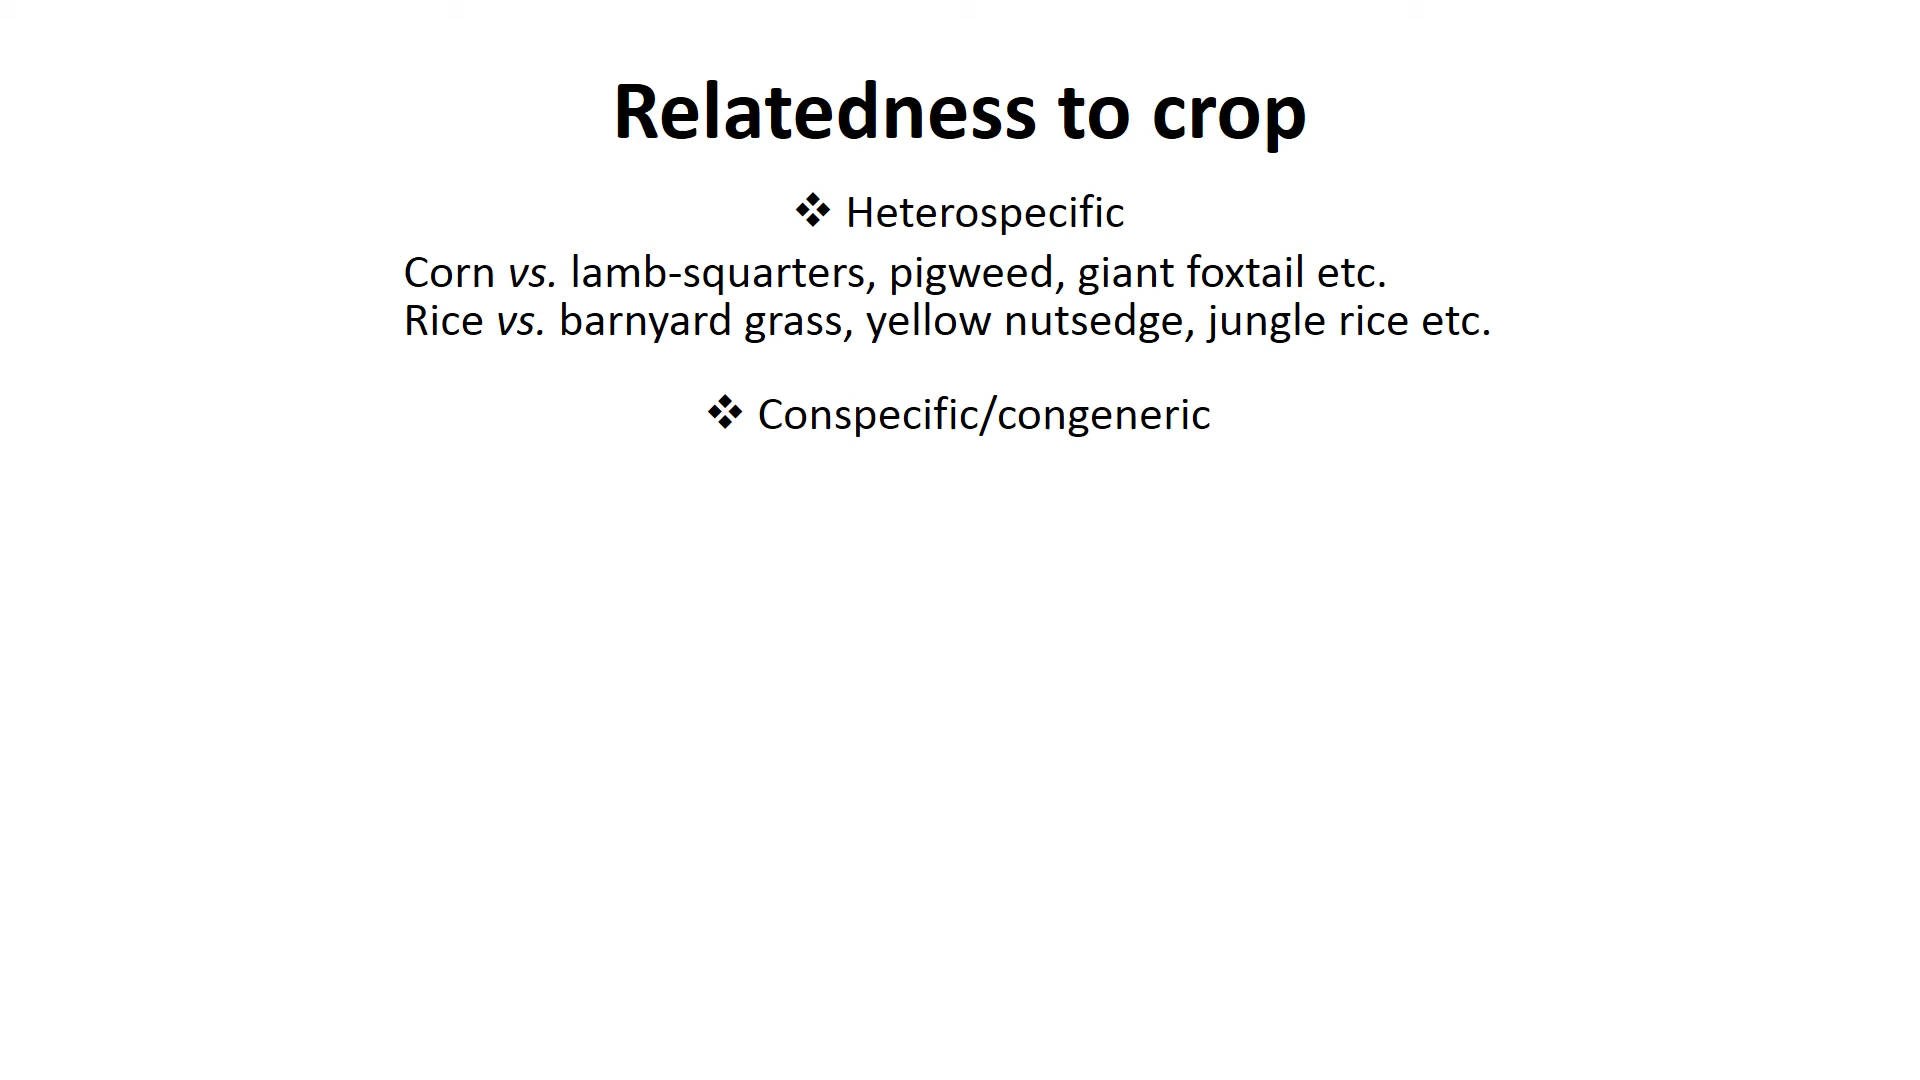 Relatedness to crop
❖ Heterospecific
Corn vs. lamb-squarters, pigweed, giant foxtail etc.
Rice vs. barnyard grass, yellow nutsedge, jungle rice etc.
❖ Conspecific/congeneric